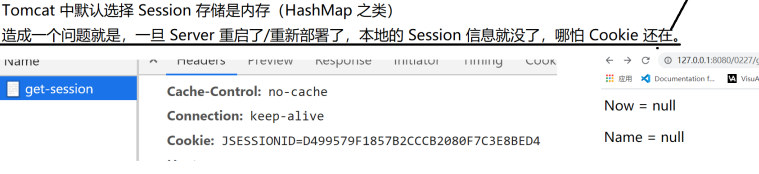 Tomcat 中默认选择 Session 存储是内存（HashMap 之类）
造成一个问题就是，一旦 Server 重启了/重新部署了，本地的 Session 信息就没了，哪怕 Cookie 还在。
Name
Headers Preview Response Initiator Timing Cook
get-session
Cache-Control: no-cache
Connection: keep-alive
Cookie: JSESSIONID=D499579F1857B2CCCB2080F7C3E8BED4
127.0.0.1:8080/0227/g
应用 Documentation f... VisuA
Now = null
Name = null